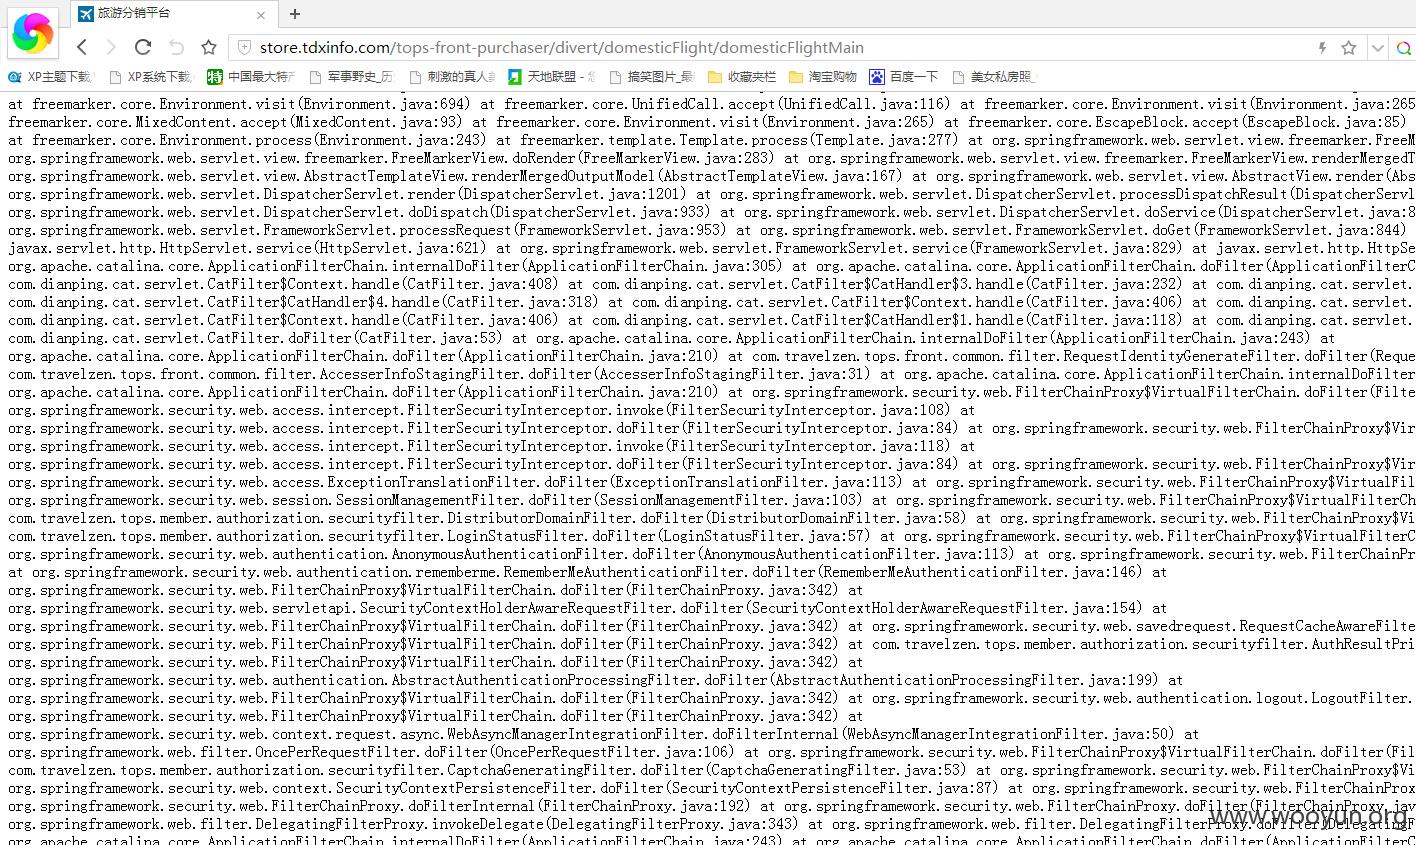 旅游分销平台
store.tdxinfo.com/tops-front-purchaser/divert/domesticFlight/domesticFlightMain
XP主题下载 XP系统下载, 中国最大特产 军事野史_历 刺激的真人 天地联盟 - 搞笑图片_最 收藏夹栏 淘宝购物 百度一下 美女私房照_
at freemarker.core.Environment.visit(Environment.java:694) at freemarker.core.UnifiedCall.accept(UnifiedCall.java:116) at freemarker.core.Environment.visit(Environment.java:265
freemarker.core.MixedContent.accept(MixedContent.java:93) at freemarker.core.Environment.visit(Environment.java:265) at freemarker.core.EscapeBlock.accept(EscapeBlock.java:85)
at freemarker.core.Environment.process(Environment.java:243) at freemarker.template.Template.process(Template.java:277) at org.springframework.web.servlet.view.freemarker.FreeM
org.springframework.web.servlet.view.freemarker.FreeMarkerView.doRender(FreeMarkerView.java:283) at org.springframework.web.servlet.view.freemarker.FreeMarkerView.renderMergedT
org.springframework.web.servlet.view.AbstractTemplateView.renderMergedOutputModel(AbstractTemplateView.java:167) at org.springframework.web.servlet.view.AbstractView.render(Abs
org.springframework.web.servlet.DispatcherServlet.render(DispatcherServlet.java:1201) at org.springframework.web.servlet.DispatcherServlet.processDispatchResult(DispatcherServl
org.springframework.web.servlet.DispatcherServlet.doDispatch(DispatcherServlet.java:933) at org.springframework.web.servlet.DispatcherServlet.doService(DispatcherServlet.java:8
org.springframework.web.servlet.FrameworkServlet.processRequest(FrameworkServlet.java:953) at org.springframework.web.servlet.FrameworkServlet.doGet(FrameworkServlet.java:844)
javax.servlet.http.HttpServlet.service(HttpServlet.java:621) at org.springframework.web.servlet.FrameworkServlet.service(FrameworkServlet.java:829) at javax.servlet.http.HttpSe
org.apache.catalina.core.ApplicationFilterChain.internalDoFilter(ApplicationFilterChain.java:305) at org.apache.catalina.core.ApplicationFilterChain.doFilter(ApplicationFilterC
com.dianping.cat.servlet.CatFilter$Context.handle(CatFilter.java:408) at com.dianping.cat.servlet.CatFilter$CatHandler$3.handle(CatFilter.java:232) at com.dianping.cat.servlet.
com.dianping.cat.servlet.CatFilter$CatHandler$4.handle(CatFilter.java:318) at com.dianping.cat.servlet.CatFilter$Context.handle(CatFilter.java:406) at com.dianping.cat.servlet.
com.dianping.cat.servlet.CatFilter$Context.handle(CatFilter.java:406) at com.dianping.cat.servlet.CatFilter$CatHandler$1.handle(CatFilter.java:118) at com.dianping.cat.servlet.
com.dianping.cat.servlet.CatFilter.doFilter(CatFilter.java:53) at org.apache.catalina.core.ApplicationFilterChain.internalDoFilter(ApplicationFilterChain.java:243) at
org.apache.catalina.core.ApplicationFilterChain.doFilter(ApplicationFilterChain.java:210) at com.travelzen.tops.front.common.filter.RequestIdentityGenerateFilter.doFilter(Reque
com.travelzen.tops.front.common.filter.AccesserInfoStagingFilter.doFilter(AccesserInfoStagingFilter.java:31) at org.apache.catalina.core.ApplicationFilterChain.internalDoFilter
org.apache.catalina.core.ApplicationFilterChain.doFilter(ApplicationFilterChain.java:210) at org.springframework.security.web.FilterChainProxy$VirtualFilterChain.doFilter(Filte
org.springframework.security.web.access.intercept.FilterSecurityInterceptor.invoke(FilterSecurityInterceptor.java:108) at
org.springframework.security.web.access.intercept.FilterSecurityInterceptor.doFilter(FilterSecurityInterceptor.java:84) at org.springframework.security.web.FilterChainProxy$Vir
org.springframework.security.web.access.intercept.FilterSecurityInterceptor.invoke(FilterSecurityInterceptor.java:118) at
org.springframework.security.web.access.intercept.FilterSecurityInterceptor.doFilter(FilterSecurityInterceptor.java:84) at org.springframework.security.web.FilterChainProxy$Vir
org.springframework.security.web.access.ExceptionTranslationFilter.doFilter(ExceptionTranslationFilter.java:113) at org.springframework.security.web.FilterChainProxy$VirtualFil
org.springframework.security.web.session.SessionManagementFilter.doFilter(SessionManagementFilter.java:103) at org.springframework.security.web.FilterChainProxy$VirtualFilterCh
com.travelzen.tops.member.authorization.securityfilter.DistributorDomainFilter.doFilter(DistributorDomainFilter.java:58) at org.springframework.security.web.FilterChainProxy$Vi
com.travelzen.tops.member.authorization.securityfilter.LoginStatusFilter.doFilter(LoginStatusFilter.java:57) at org.springframework.security.web.FilterChainProxy$VirtualFilterC
org.springframework.security.web.authentication.AnonymousAuthenticationFilter.doFilter(AnonymousAuthenticationFilter.java:113) at org.springframework.security.web.FilterChainPr
at org.springframework.security.web.authentication.rememberme.RememberMeAuthenticationFilter.doFilter(RememberMeAuthenticationFilter.java:146) at
org.springframework.security.web.FilterChainProxy$VirtualFilterChain.doFilter(FilterChainProxy.java:342) at
org.springframework.security.web.servletapi.SecurityContextHolderAwareRequestFilter.doFilter(SecurityContextHolderAwareRequestFilter.java:154) at
org.springframework.security.web.FilterChainProxy$VirtualFilterChain.doFilter(FilterChainProxy.java:342) at org.springframework.security.web.savedrequest.RequestCacheAwareFilte
org.springframework.security.web.FilterChainProxy$VirtualFilterChain.doFilter(FilterChainProxy.java:342) at com.travelzen.tops.member.authorization.securityfilter.AuthResultPri
org.springframework.security.web.FilterChainProxy$VirtualFilterChain.doFilter(FilterChainProxy.java:342) at
org.springframework.security.web.authentication.AbstractAuthenticationProcessingFilter.doFilter(AbstractAuthenticationProcessingFilter.java:199) at
org.springframework.security.web.FilterChainProxy$VirtualFilterChain.doFilter(FilterChainProxy.java:342) at org.springframework.security.web.authentication.logout.LogoutFilter.
org.springframework.security.web.FilterChainProxy$VirtualFilterChain.doFilter(FilterChainProxy.java:342) at
org.springframework.security.web.context.request.async.WebAsyncManagerIntegrationFilter.doFilterInternal(WebAsyncManagerIntegrationFilter.java:50) at
org.springframework.web.filter.OncePerRequestFilter.doFilter(OncePerRequestFilter.java:106) at org.springframework.security.web.FilterChainProxy$VirtualFilterChain.doFilter(Fil
com.travelzen.tops.member.authorization.securityfilter.CaptchaGeneratingFilter.doFilter(CaptchaGeneratingFilter.java:53) at org.springframework.security.web.FilterChainProxy$Vi
org.springframework.security.web.context.SecurityContextPersistenceFilter.doFilter(SecurityContextPersistenceFilter.java:87) at org.springframework.security.web.FilterChainProx
org.springframework.security.web.FilterChainProxy.doFilterInternal(FilterChainProxy.java:192) at org.springframework.security.web.FilterChainProxy.doFilter(FilterChainProxy.jav
org.springframework.web.filter.DelegatingFilterProxy.invokeDelegate(DelegatingFilterProxy.java:343) at org.springframework.web.filter.DelegatingFilterProxy.doFilter(DelegatingF
org.apache.catalina.core.ApplicationFilterChain.internalDoFilter(ApplicationFilterChain.java:243) at org.apache.catalina.core.ApplicationFilterChain.doFilter(ApplicationFilterC
www.wooyun.org